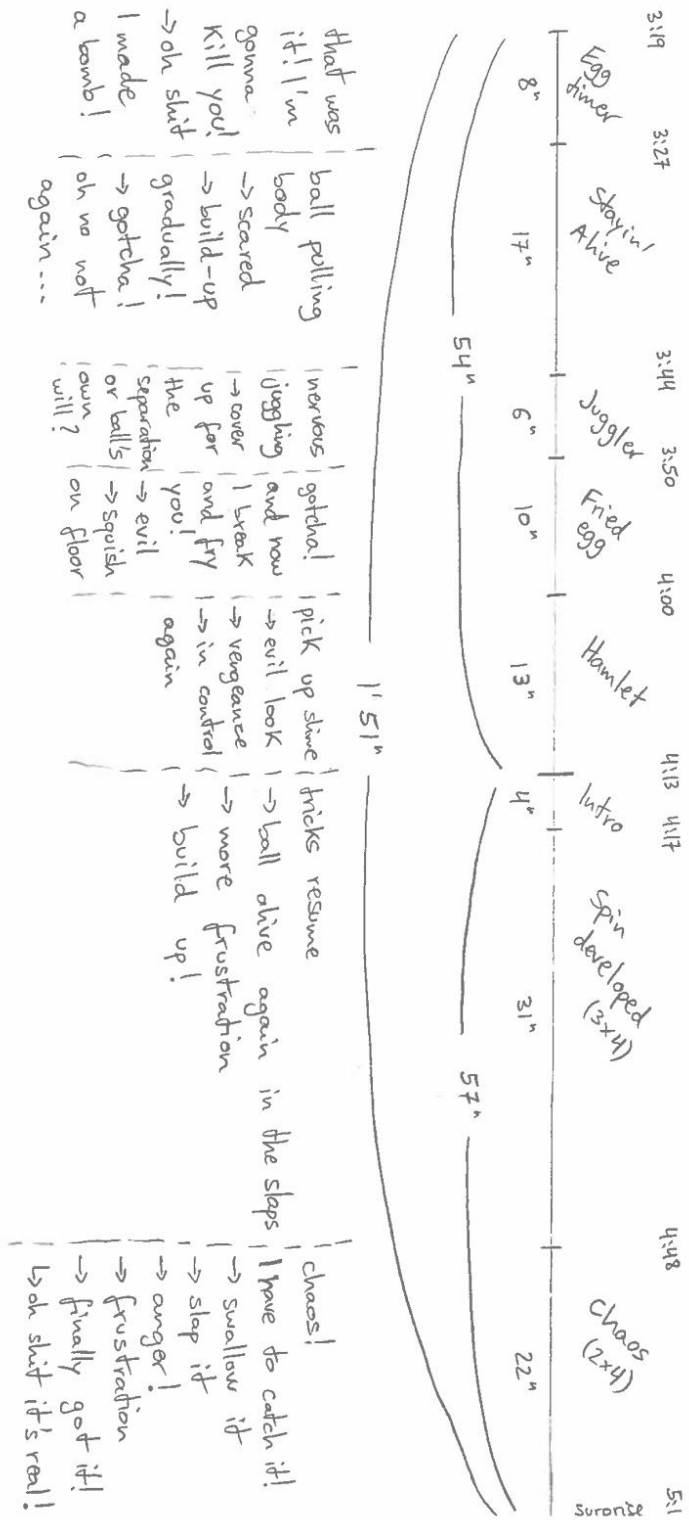 3:19
3:27
3:44
3:50
4:00
4:13
4:17
4:48
5:1
Egg
timer
Stayin'
Alive
Juggler
Fried
egg
Hamlet
Intro
Spin
developed
(3x4)
Chaos
(2x4)
surprise
8"
17"
6"
10"
13"
4"
31"
22"
54"
57"
1'51"
that was
it! I'm
gonna
kill you!
→ oh shit
I made
a bomb!
ball pulling
body
→ scared
→ build-up
gradually!
→ gotcha!
oh no not
again...
nervous
juggling
→ cover
up for
the
separation
or ball's
own
will?
gotcha!
and now
I break
and fry
you!
→ evil
→ squish
on floor
pick up slime
→ evil look
→ vengeance
→ in control
again
tricks resume
→ ball alive again in the slaps
→ more frustration
→ build up!
chaos!
I have to catch it!
→ swallow it
→ slap it
→ anger!
→ frustration
→ finally got it!
↳ oh shit it's real!